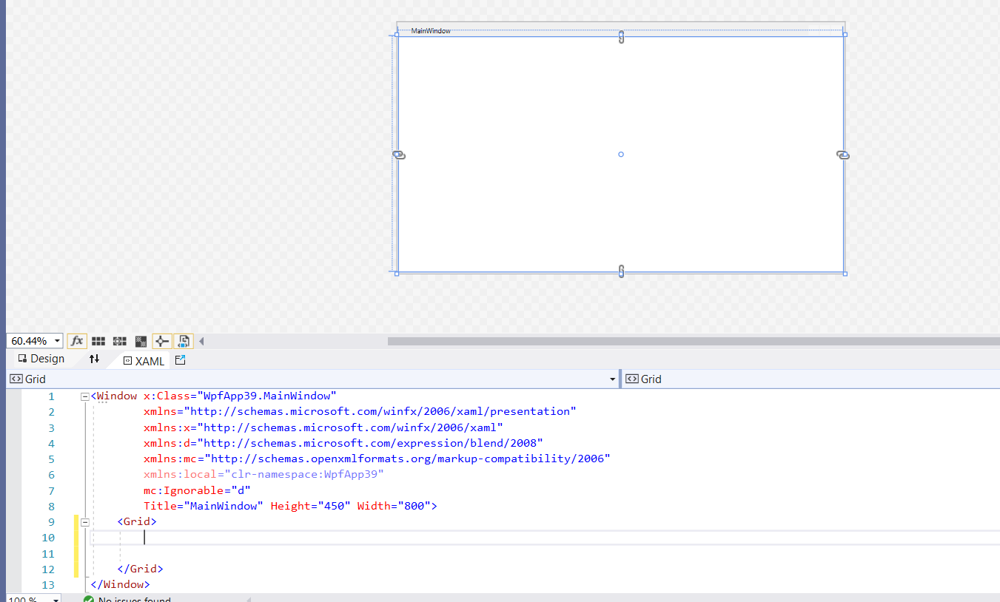 MainWindow
60.44% fx
Design XAML
Grid Grid
1 <Window x:Class="WpfApp39.MainWindow"
2 xmlns="http://schemas.microsoft.com/winfx/2006/xaml/presentation"
3 xmlns:x="http://schemas.microsoft.com/winfx/2006/xaml"
4 xmlns:d="http://schemas.microsoft.com/expression/blend/2008"
5 xmlns:mc="http://schemas.openxmlformats.org/markup-compatibility/2006"
6 xmlns:local="clr-namespace:WpfApp39"
7 mc:Ignorable="d"
8 Title="MainWindow" Height="450" Width="800">
9 <Grid>
10
11
12 </Grid>
13 </Window>
100 % No issues found